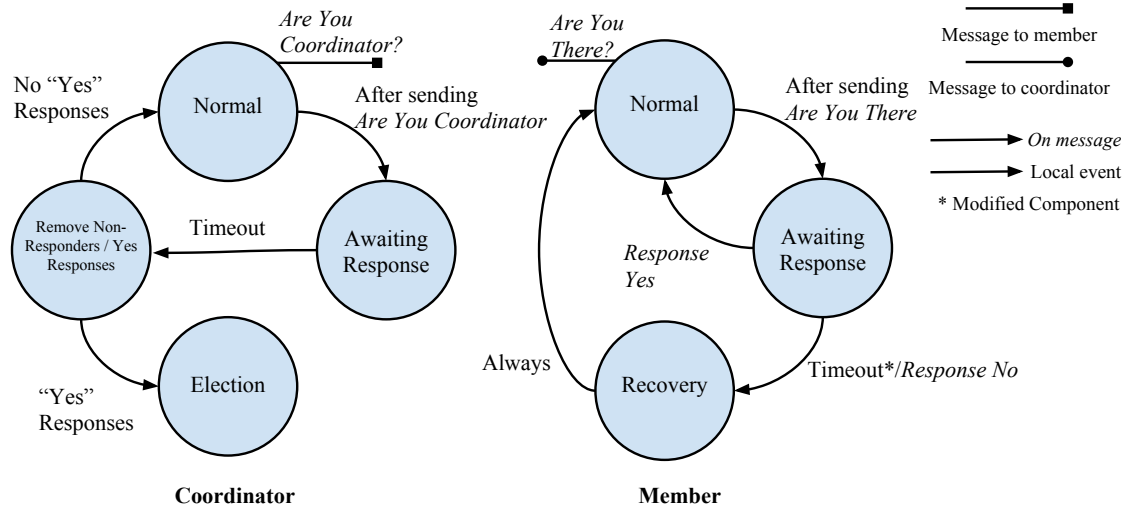 Are You
Coordinator?
No “Yes”
Responses
Normal
After sending
Are You Coordinator
Remove Non-
Responders / Yes
Responses
Timeout
Awaiting
Response
“Yes”
Responses
Election
Coordinator
Are You
There?
Normal
After sending
Are You There
Awaiting
Response
Response
Yes
Always
Recovery
Timeout*/Response No
Member
Message to member
Message to coordinator
On message
Local event
* Modified Component